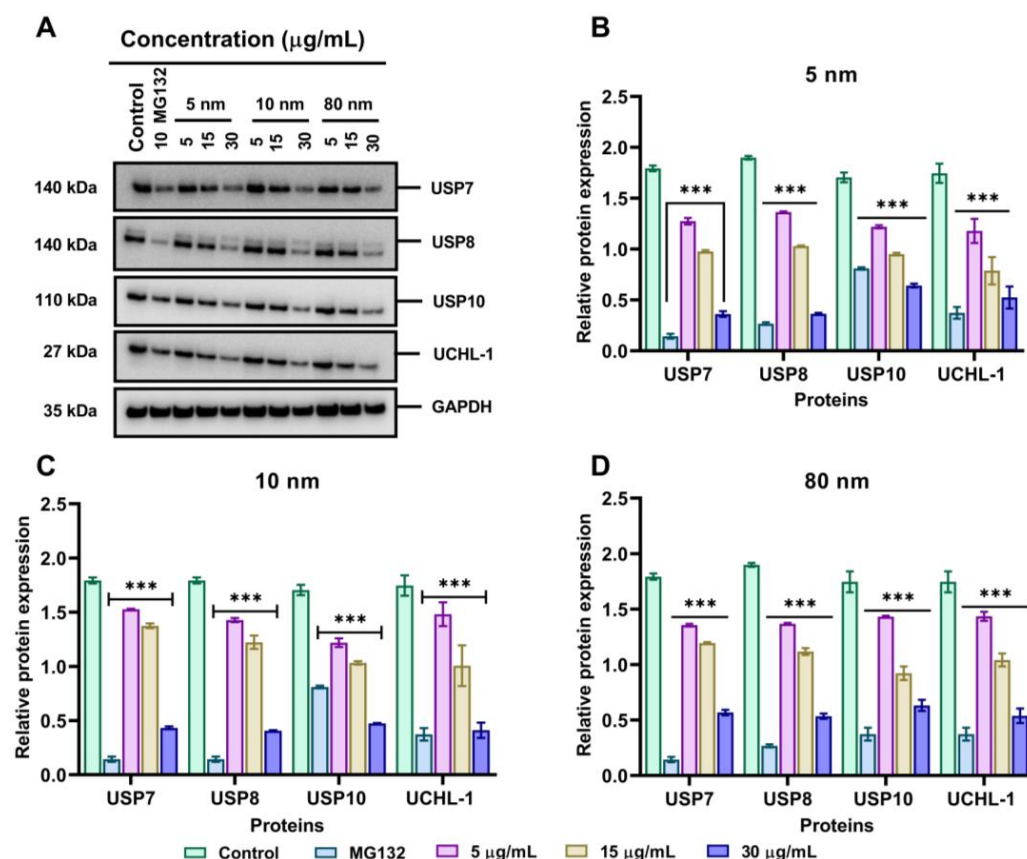 A
Concentration (μg/mL)
Control
10 MG132
5 nm
10 nm
80 nm
5 15 30 5 15 30 5 15 30
140 kDa USP7
140 kDa USP8
110 kDa USP10
27 kDa UCHL-1
35 kDa GAPDH
B
5 nm
Relative protein expression
2.5
2.0
1.5
1.0
0.5
0.0
*** *** *** ***
USP7 USP8 USP10 UCHL-1
Proteins
C
10 nm
Relative protein expression
2.5
2.0
1.5
1.0
0.5
0.0
*** *** *** ***
USP7 USP8 USP10 UCHL-1
Proteins
D
80 nm
Relative protein expression
2.5
2.0
1.5
1.0
0.5
0.0
*** *** *** ***
USP7 USP8 USP10 UCHL-1
Proteins
Control MG132 5 μg/mL 15 μg/mL 30 μg/mL